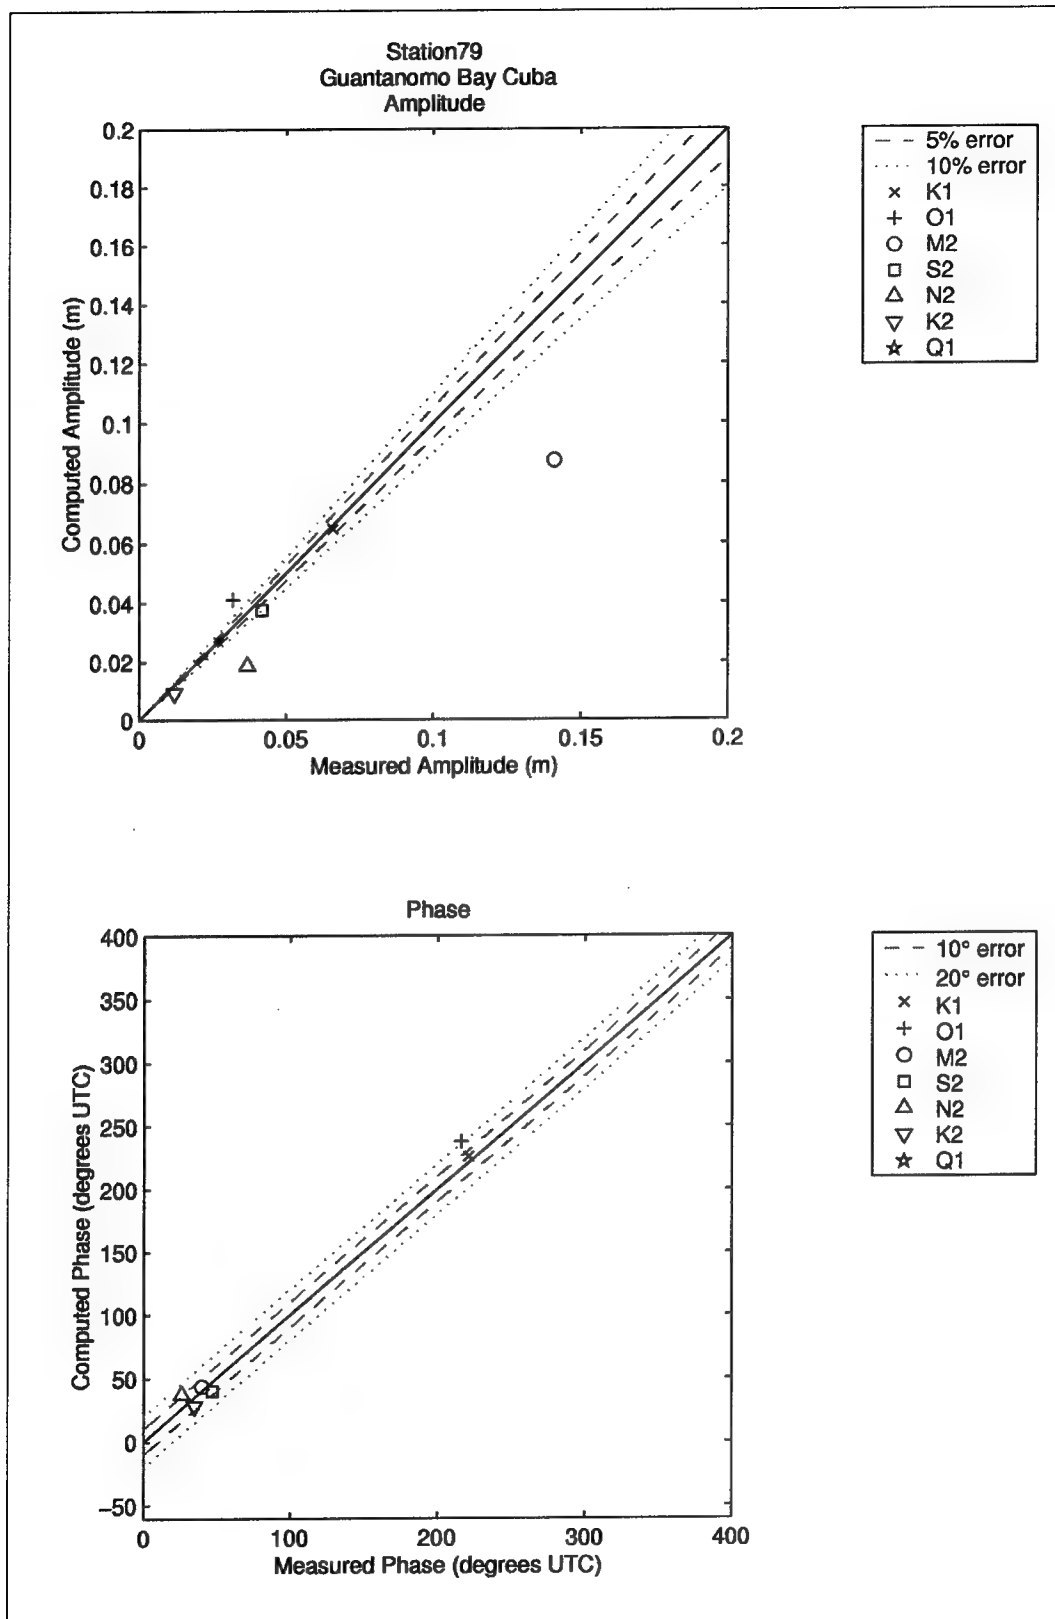 Station79
Guantanomo Bay Cuba
Amplitude
0.2
0.18
0.16
0.14
0.12
0.1
0.08
0.06
0.04
0.02
0
Computed Amplitude (m)
0 0.05 0.1 0.15 0.2
Measured Amplitude (m)
5% error
10% error
K1
O1
M2
S2
N2
K2
Q1
Phase
400
350
300
250
200
150
100
50
0
−50
Computed Phase (degrees UTC)
0 100 200 300 400
Measured Phase (degrees UTC)
10° error
20° error
K1
O1
M2
S2
N2
K2
Q1